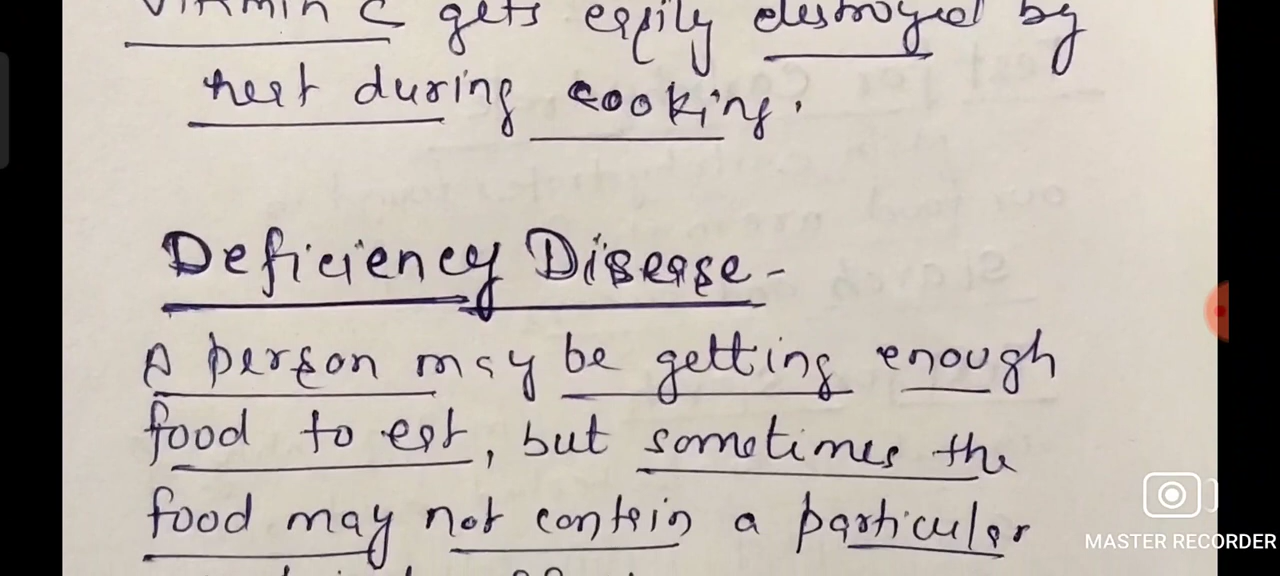 Vitamin C gets easily destroyed by
heat during cooking.
Deficiency Disease -
A person may be getting enough
food to eat, but sometimes the
food may not contain a particular
MASTER RECORDER